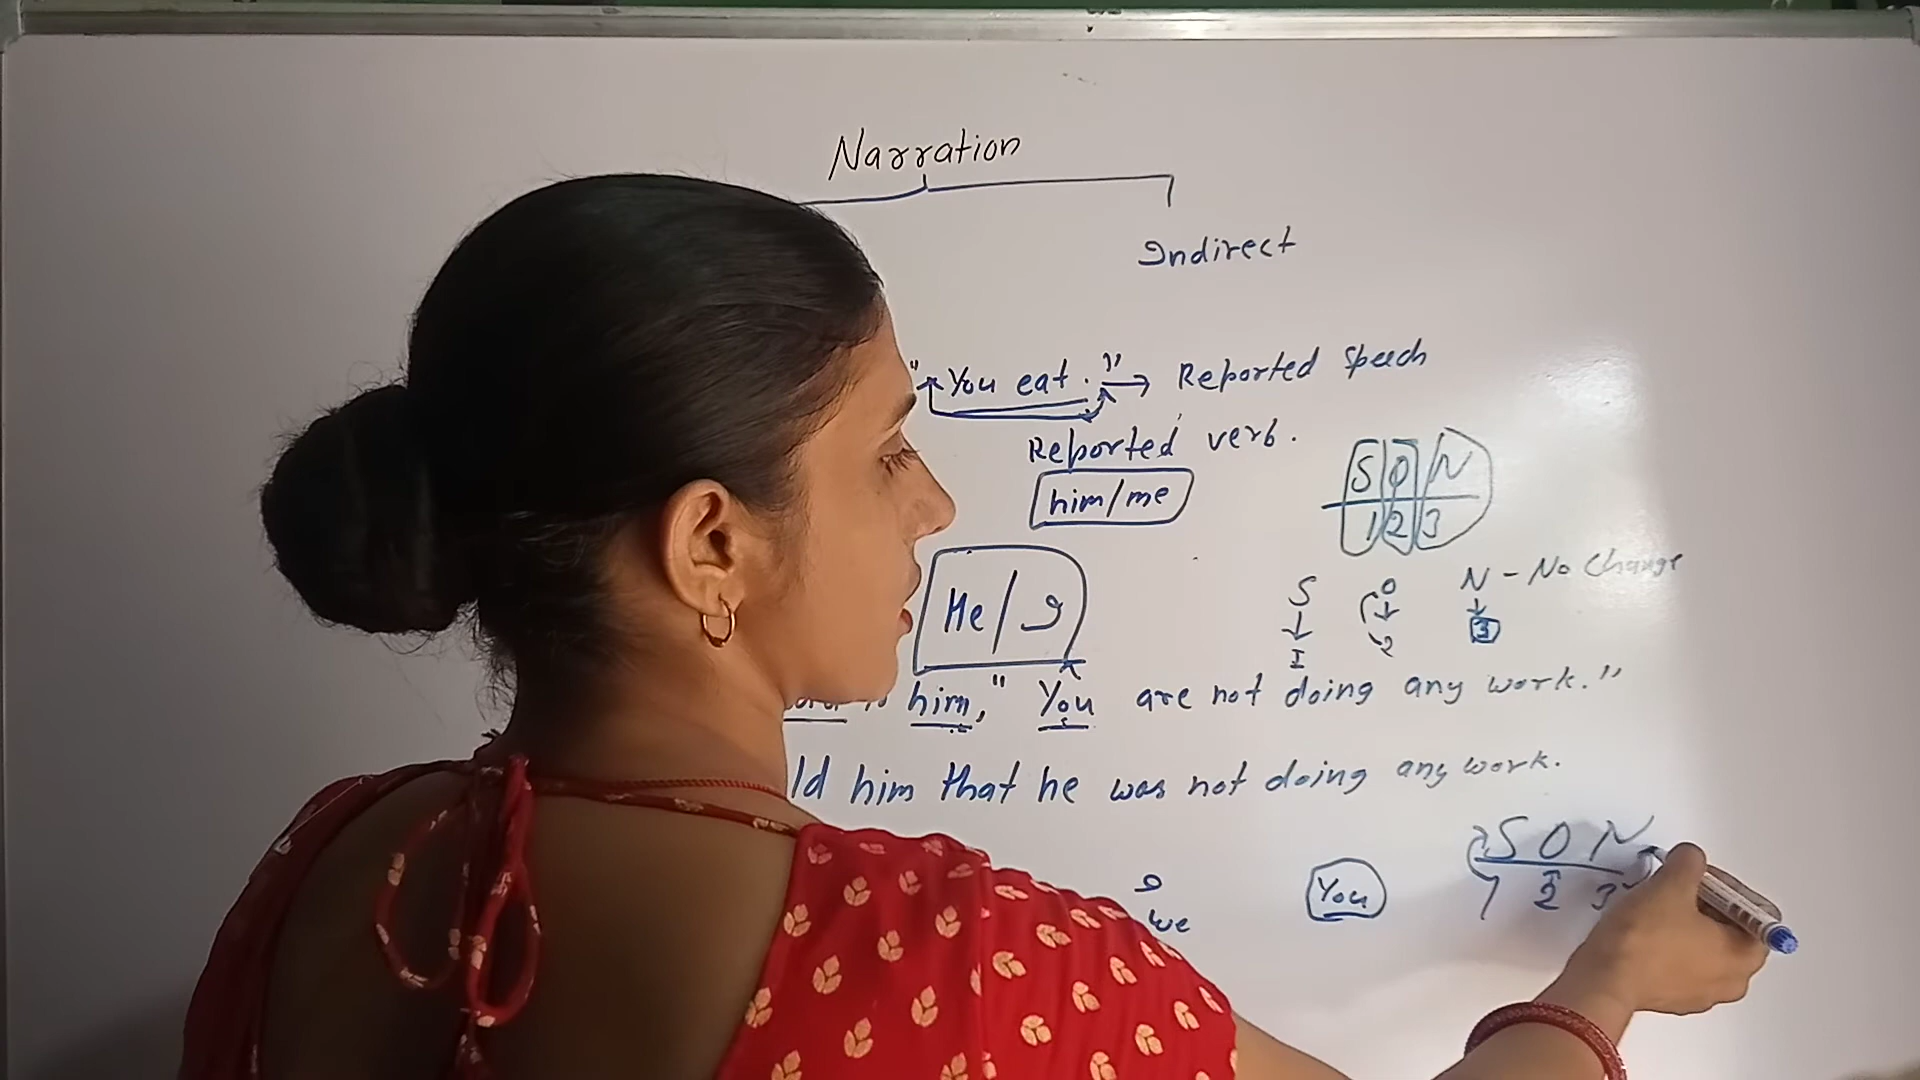 Narration
Indirect
"You eat." → Reported Speech
Reported verb.
him/me
S O N
1 2 3
He/I
S O N - No Change
↓ ↓ ↓
I 2 3
him, "You are not doing any work."
ld him that he was not doing any work.
S O N
1 2 3
I
we
You